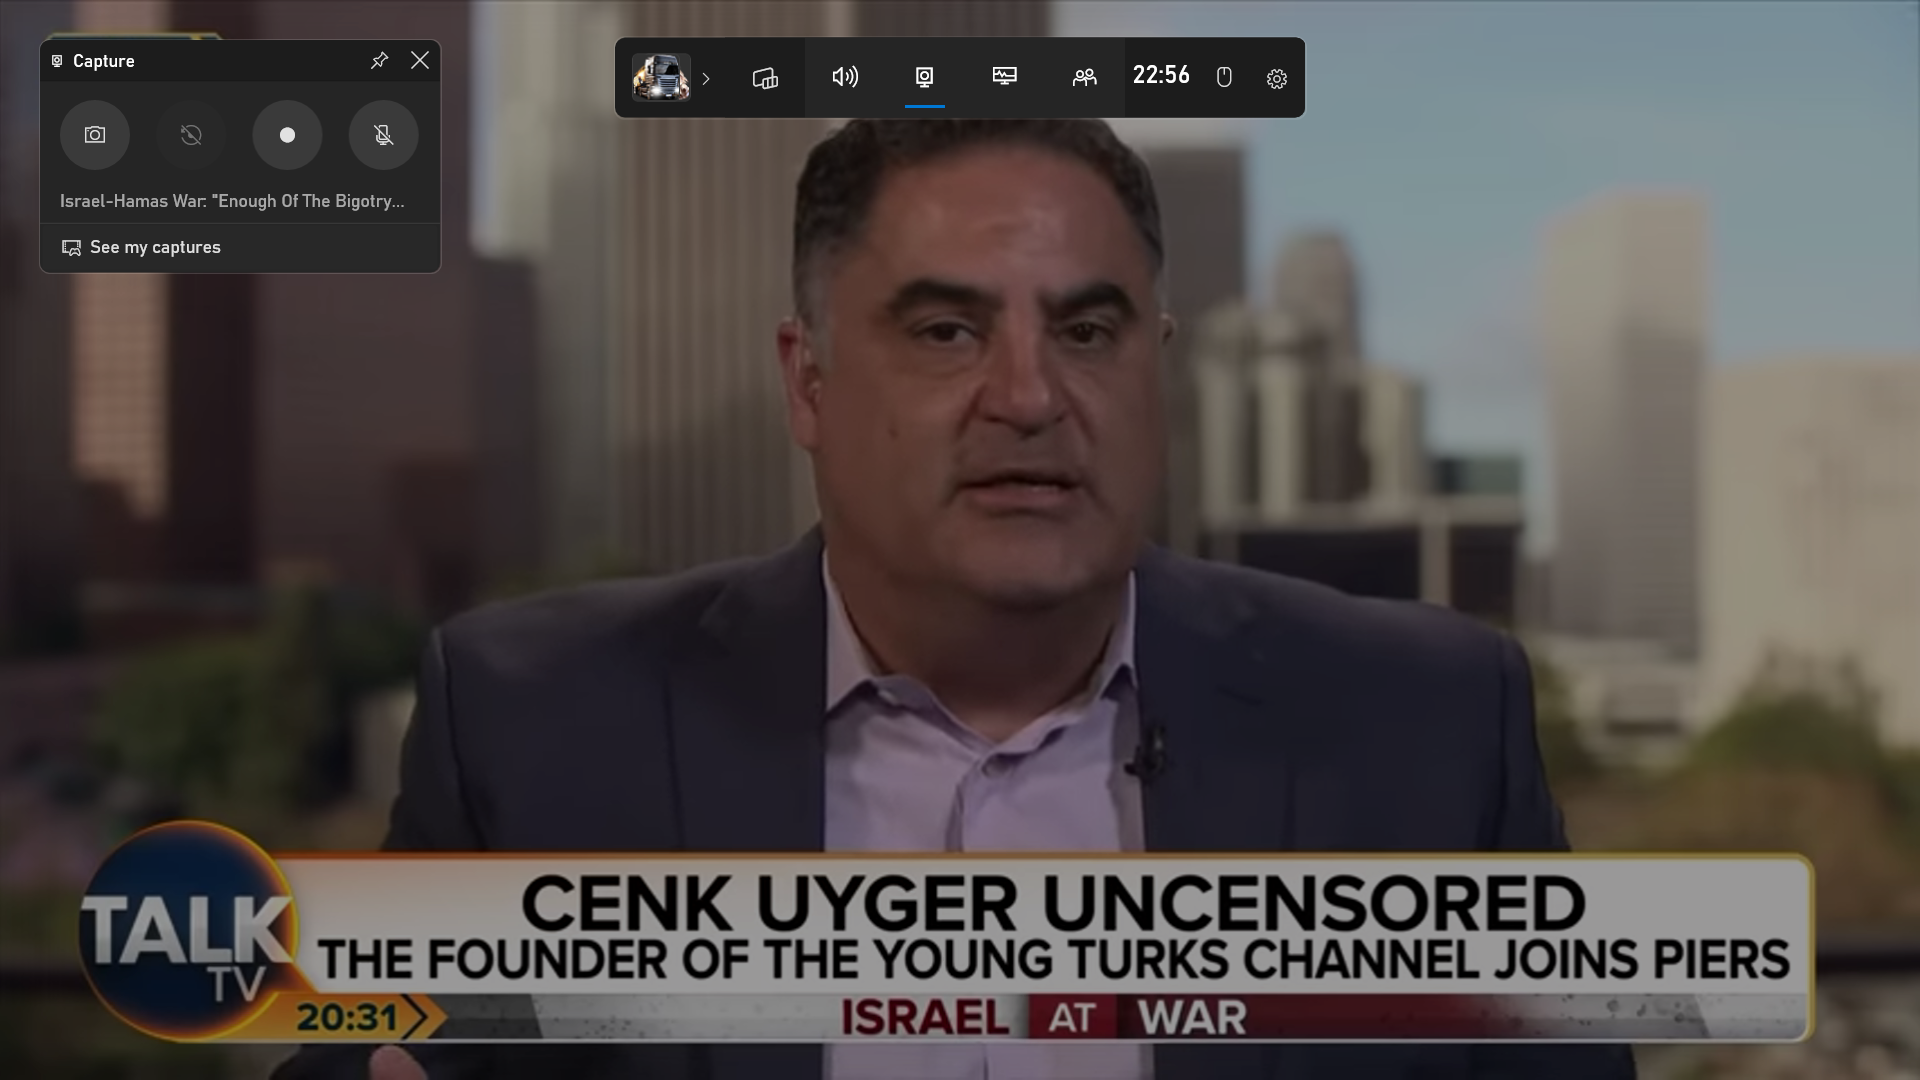 Capture
22:56
Israel-Hamas War: "Enough Of The Bigotry...
See my captures
CENK UYGER UNCENSORED
THE FOUNDER OF THE YOUNG TURKS CHANNEL JOINS PIERS
TALK
TV
20:31
ISRAEL AT WAR